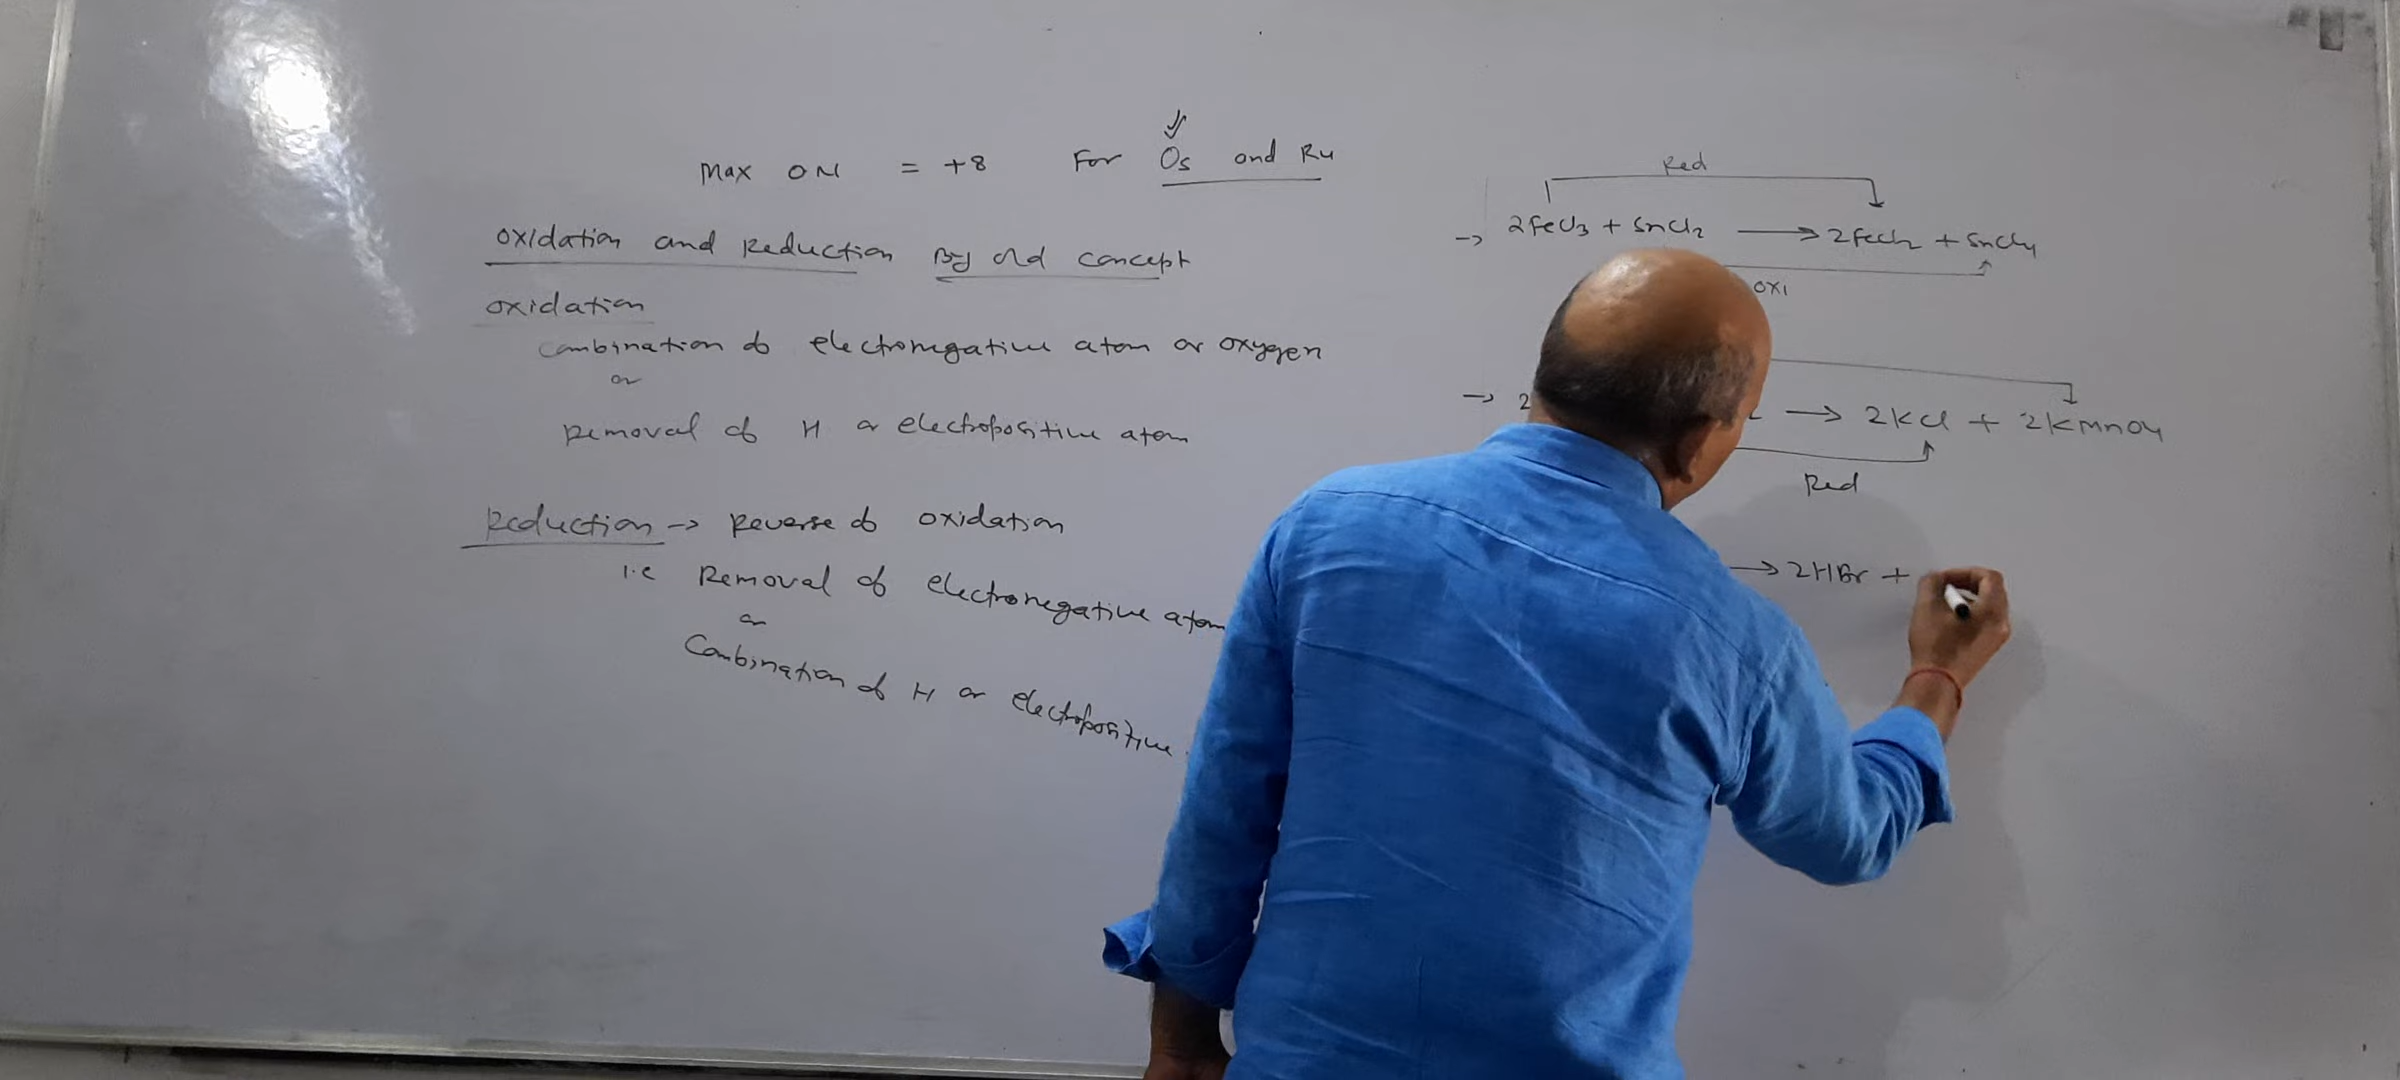 Max ON = +8 For Os and Ru
Oxidation and Reduction By old concept
Oxidation
Combination of electronegative atom or oxygen
or
Removal of H or electropositive atom
Reduction → Reverse of oxidation
i.e Removal of electronegative atom
or
Combination of H or electropositive
Red
→ 2FeCl3 + SnCl2 → 2FeCl2 + SnCl4
OXI
→ 2 → 2KCl + 2KMnO4
Red
→ 2HBr +